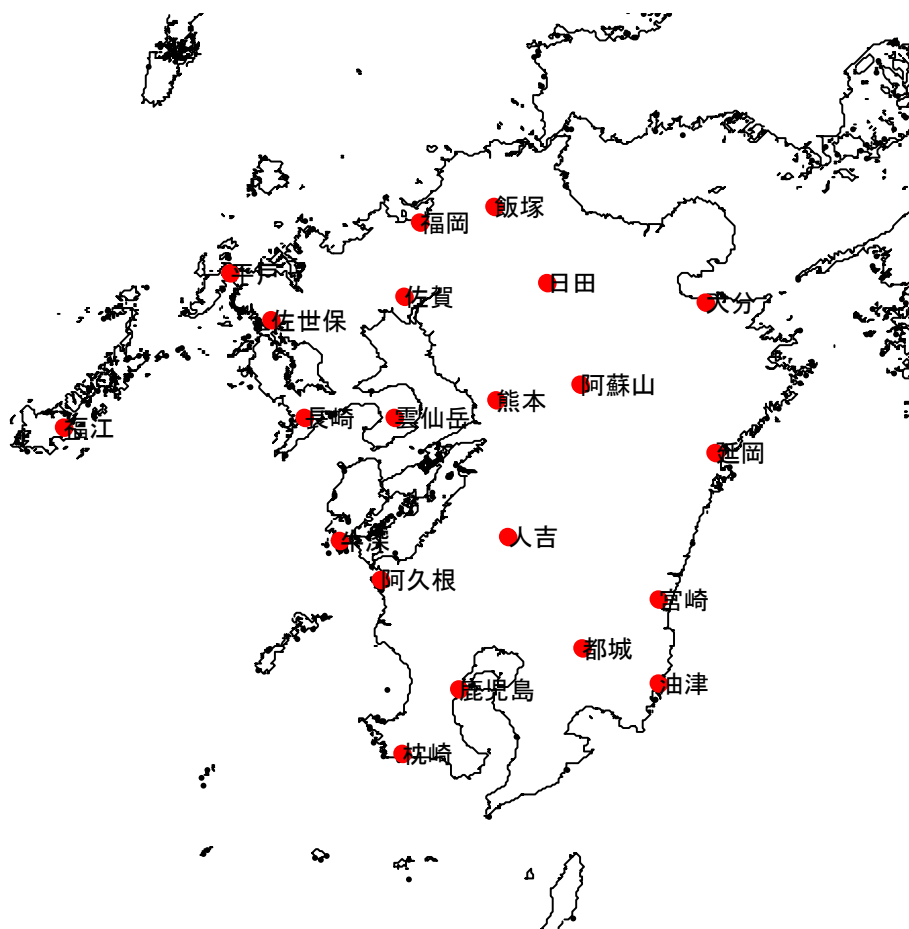 飯塚
福岡
平戸
日田
佐賀
大分
佐世保
阿蘇山
熊本
長崎
雲仙岳
福江
延岡
人吉
牛深
阿久根
宮崎
都城
油津
鹿児島
枕崎